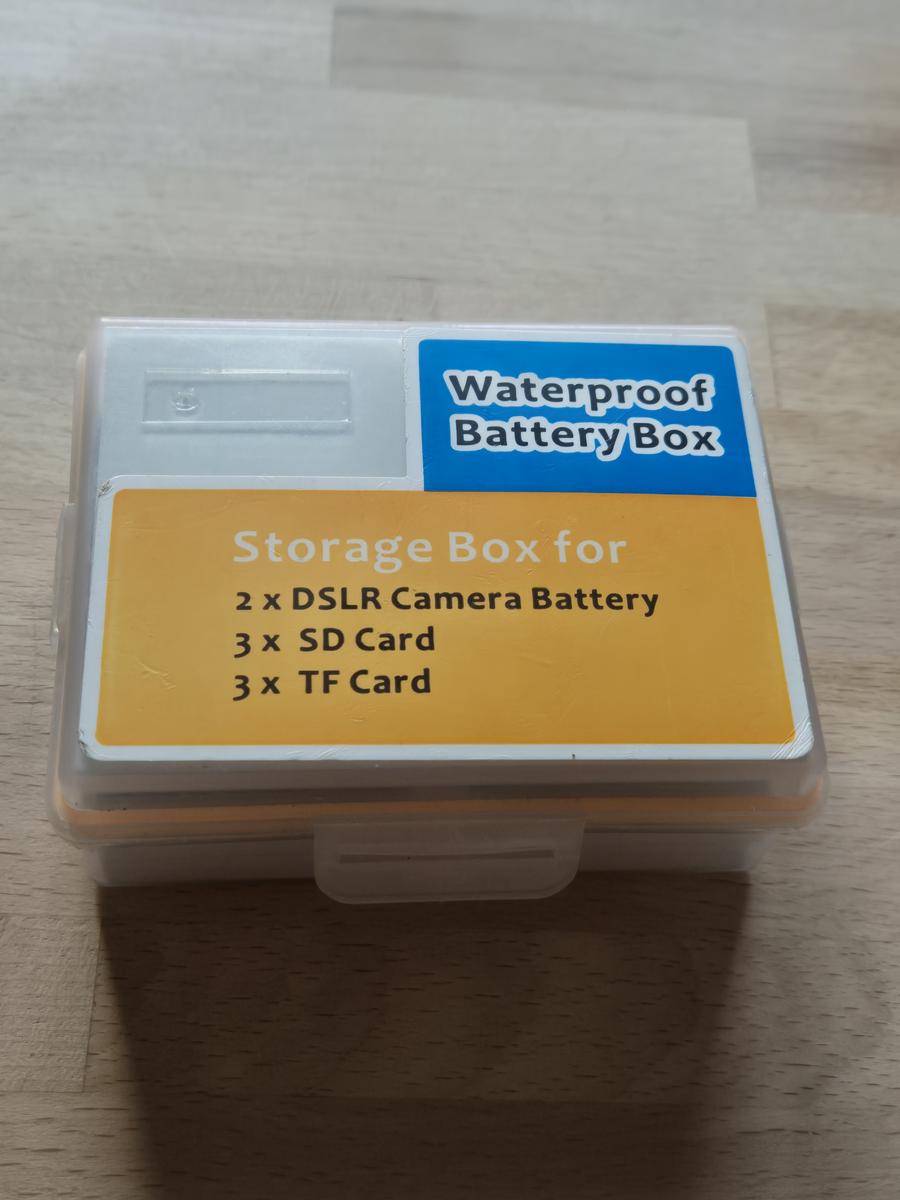 Waterproof
Battery Box
Storage Box for
2 x DSLR Camera Battery
3 x SD Card
3 x TF Card